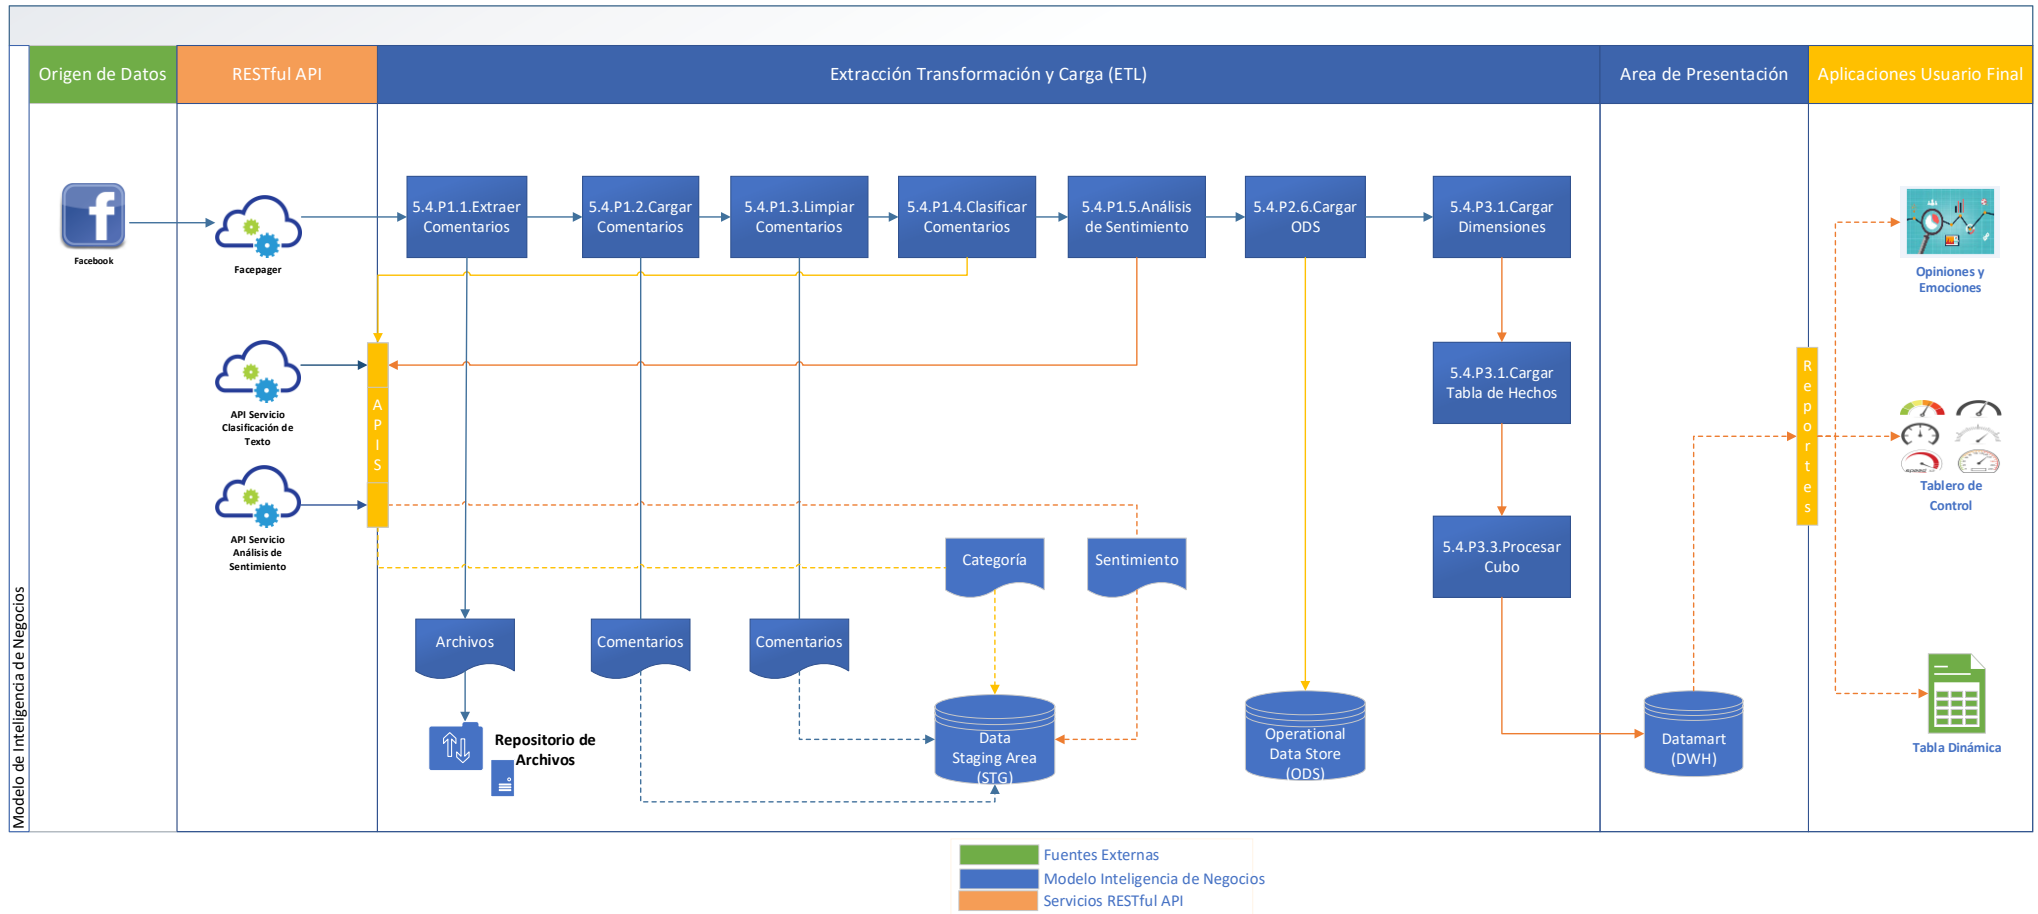 Modelo de Inteligencia de Negocios
Origen de Datos
RESTful API
Extracción Transformación y Carga (ETL)
Area de Presentación
Aplicaciones Usuario Final
Facebook
Facepager
5.4.P1.1.Extraer
Comentarios
5.4.P1.2.Cargar
Comentarios
5.4.P1.3.Limpiar
Comentarios
5.4.P1.4.Clasificar
Comentarios
5.4.P1.5.Análisis
de Sentimiento
5.4.P2.6.Cargar
ODS
5.4.P3.1.Cargar
Dimensiones
Opiniones y
Emociones
API Servicio
Clasificación de
Texto
APIS
5.4.P3.1.Cargar
Tabla de Hechos
Reportes
Tablero de
Control
API Servicio
Análisis de
Sentimiento
Categoría
Sentimiento
5.4.P3.3.Procesar
Cubo
Archivos
Comentarios
Comentarios
Repositorio de
Archivos
Data
Staging Area
(STG)
Operational
Data Store
(ODS)
Datamart
(DWH)
Tabla Dinámica
Fuentes Externas
Modelo Inteligencia de Negocios
Servicios RESTful API